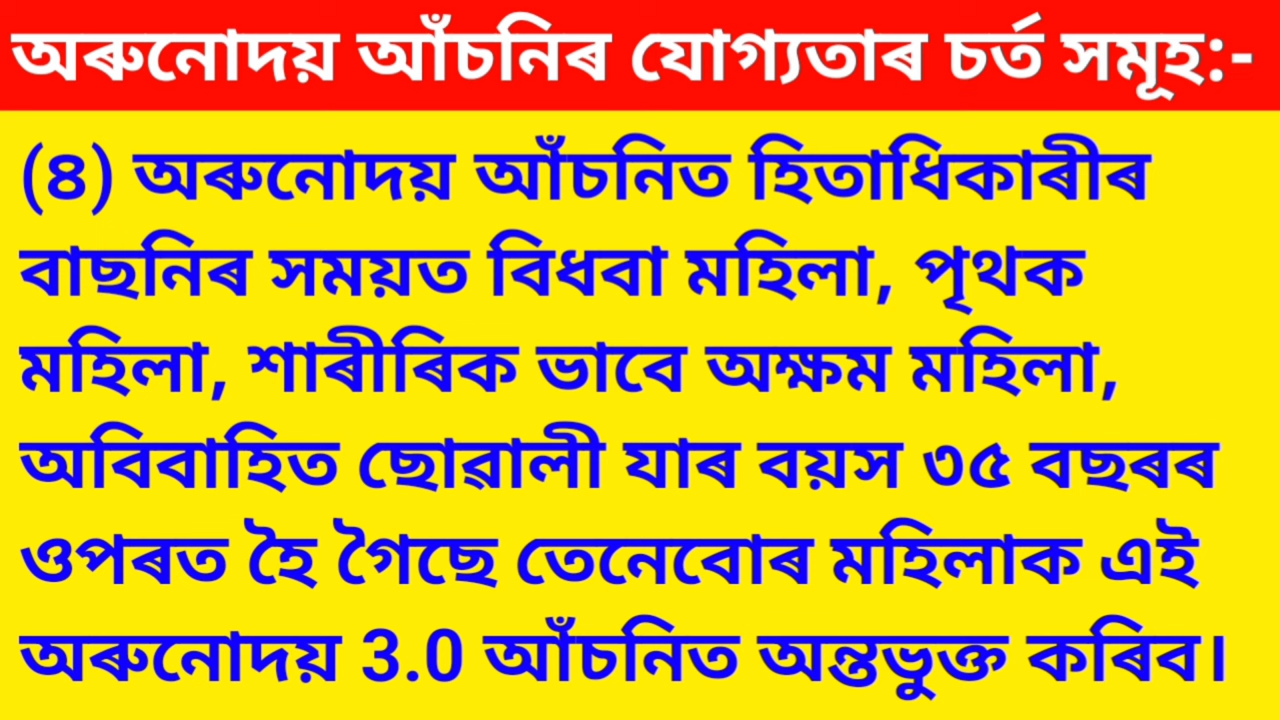 অৰুনোদয় আঁচনিৰ যোগ্যতাৰ চৰ্ত সমূহ:-
(৪) অৰুনোদয় আঁচনিত হিতাধিকাৰীৰ
বাছনিৰ সময়ত বিধবা মহিলা, পৃথক
মহিলা, শাৰীৰিক ভাবে অক্ষম মহিলা,
অবিবাহিত ছোৱালী যাৰ বয়স ৩৫ বছৰৰ
ওপৰত হৈ গৈছে তেনেবোৰ মহিলাক এই
অৰুনোদয় 3.0 আঁচনিত অন্তভুক্ত কৰিব।